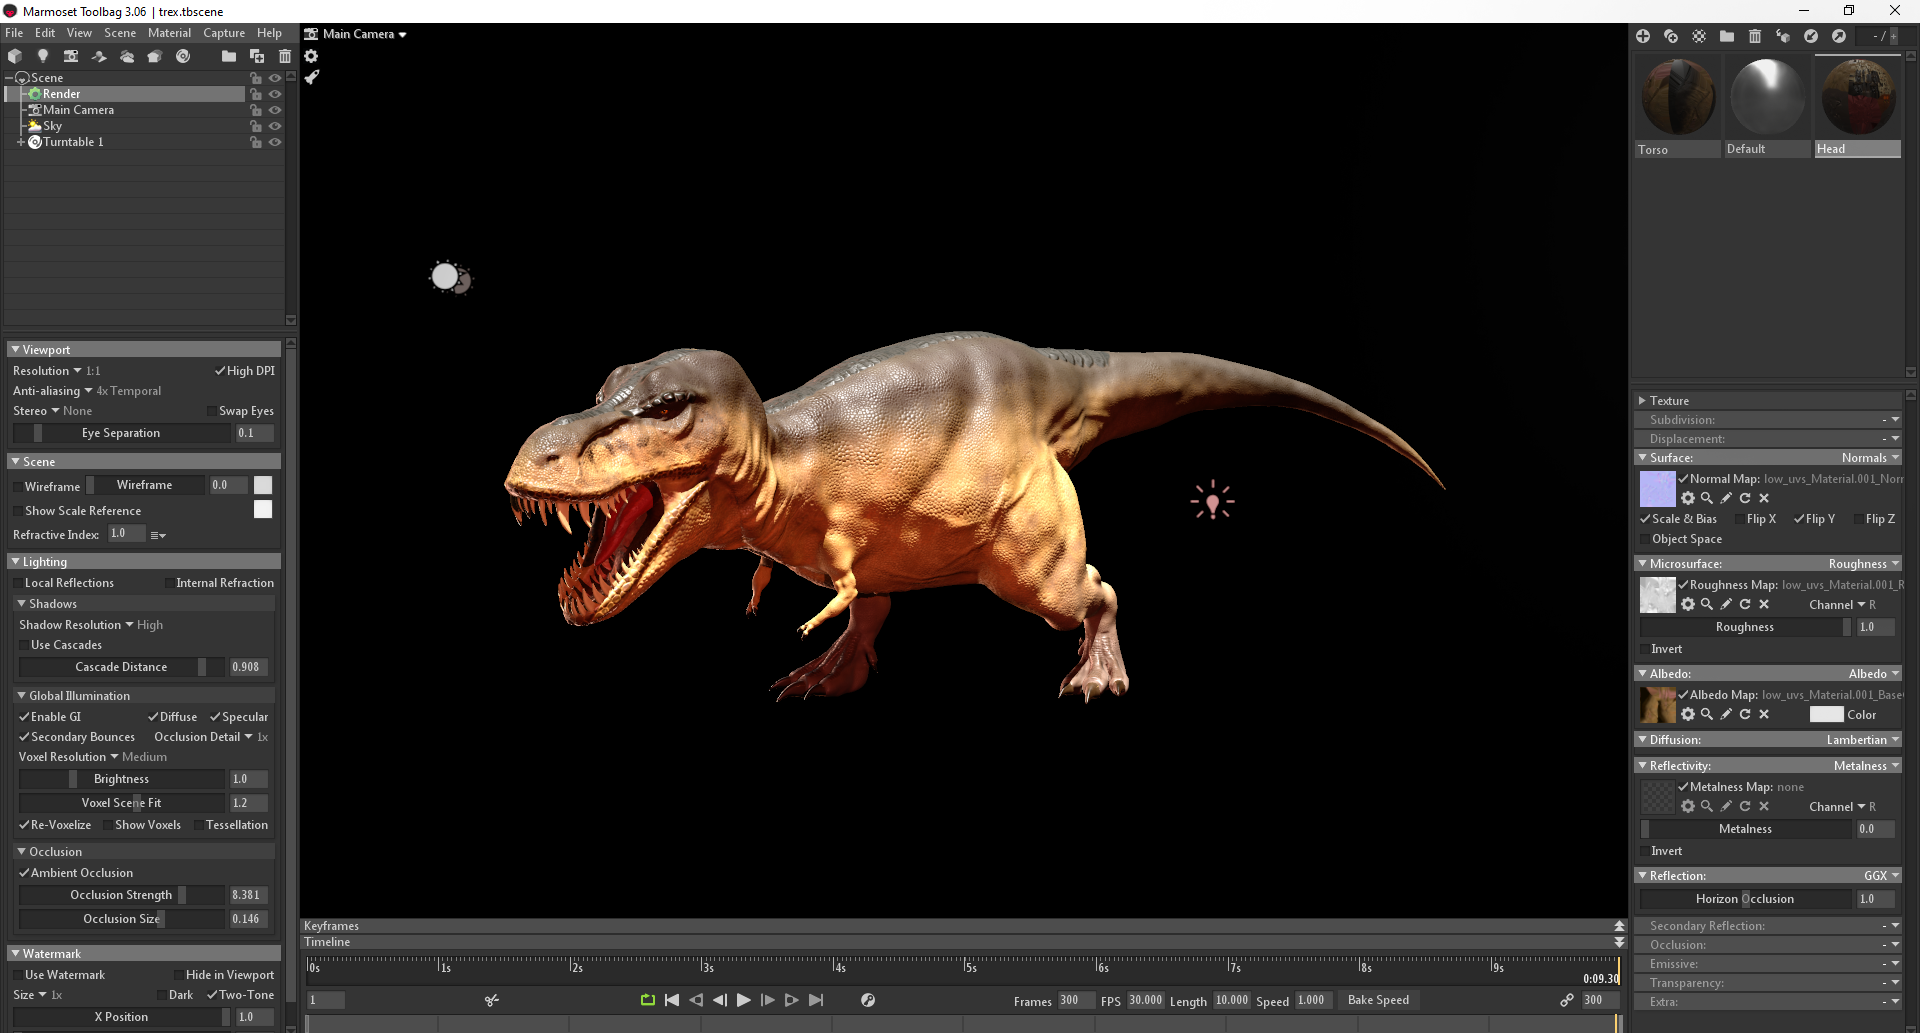 Marmoset Toolbag 3.06 | trex.tbscene
File Edit View Scene Material Capture Help
Scene
Render
Main Camera
Sky
Turntable 1
Viewport
Resolution 1:1 High DPI
Anti-aliasing 4x Temporal
Stereo None Swap Eyes
Eye Separation 0.1
Scene
Wireframe Wireframe 0.0
Show Scale Reference
Refractive Index: 1.0
Lighting
Local Reflections Internal Refraction
Shadows
Shadow Resolution High
Use Cascades
Cascade Distance 0.908
Global Illumination
Enable GI Diffuse Specular
Secondary Bounces Occlusion Detail 1x
Voxel Resolution Medium
Brightness 1.0
Voxel Scene Fit 1.2
Re-Voxelize Show Voxels Tessellation
Occlusion
Ambient Occlusion
Occlusion Strength 8.381
Occlusion Size 0.146
Watermark
Use Watermark Hide in Viewport
Size 1x Dark Two-Tone
X Position 1.0
Main Camera
Keyframes
Timeline
0s 1s 2s 3s 4s 5s 6s 7s 8s 9s
0:09.30
1 Frames 300 FPS 30.000 Length 10.000 Speed 1.000 Bake Speed 300
- / +
Torso Default Head
Texture
Subdivision: -
Displacement: -
Surface: Normals
Normal Map: low_uvs_Material.001_Norr
Scale & Bias Flip X Flip Y Flip Z
Object Space
Microsurface: Roughness
Roughness Map: low_uvs_Material.001_R
Channel R
Roughness 1.0
Invert
Albedo: Albedo
Albedo Map: low_uvs_Material.001_Base
Color
Diffusion: Lambertian
Reflectivity: Metalness
Metalness Map: none
Channel R
Metalness 0.0
Invert
Reflection: GGX
Horizon Occlusion 1.0
Secondary Reflection: -
Occlusion: -
Emissive: -
Transparency: -
Extra: -